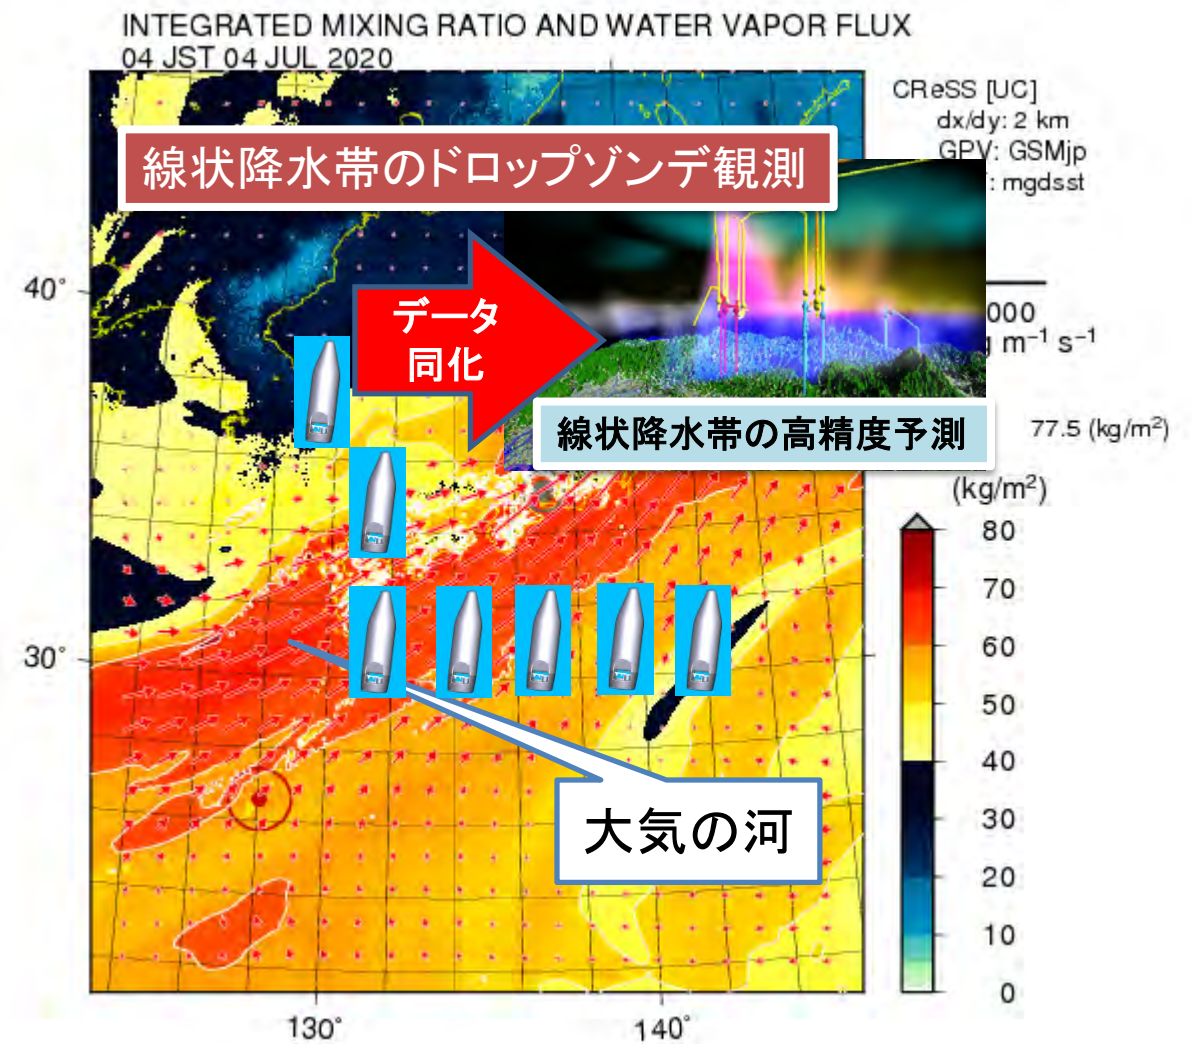 INTEGRATED MIXING RATIO AND WATER VAPOR FLUX
04 JST 04 JUL 2020
CReSS [UC]
dx/dy: 2 km
GPV: GSMjp
: mgdsst
線状降水帯のドロップゾンデ観測
40°
データ
同化
000
m⁻¹ s⁻¹
線状降水帯の高精度予測
77.5 (kg/m²)
(kg/m²)
80
70
60
50
40
30
20
10
0
30°
大気の河
130°
140°